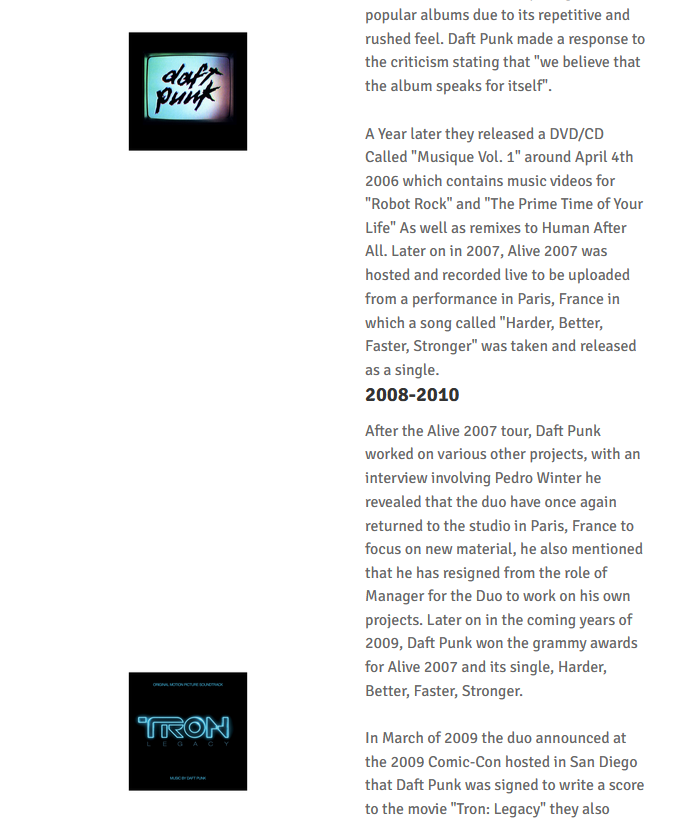 popular albums due to its repetitive and
rushed feel. Daft Punk made a response to
the criticism stating that "we believe that
the album speaks for itself".
daft
punk
A Year later they released a DVD/CD
Called "Musique Vol. 1" around April 4th
2006 which contains music videos for
"Robot Rock" and "The Prime Time of Your
Life" As well as remixes to Human After
All. Later on in 2007, Alive 2007 was
hosted and recorded live to be uploaded
from a performance in Paris, France in
which a song called "Harder, Better,
Faster, Stronger" was taken and released
as a single.
2008-2010
After the Alive 2007 tour, Daft Punk
worked on various other projects, with an
interview involving Pedro Winter he
revealed that the duo have once again
returned to the studio in Paris, France to
focus on new material, he also mentioned
that he has resigned from the role of
Manager for the Duo to work on his own
projects. Later on in the coming years of
2009, Daft Punk won the grammy awards
for Alive 2007 and its single, Harder,
Better, Faster, Stronger.
ORIGINAL MOTION PICTURE SOUNDTRACK
TRON
LEGACY
MUSIC BY DAFT PUNK
In March of 2009 the duo announced at
the 2009 Comic-Con hosted in San Diego
that Daft Punk was signed to write a score
to the movie "Tron: Legacy" they also